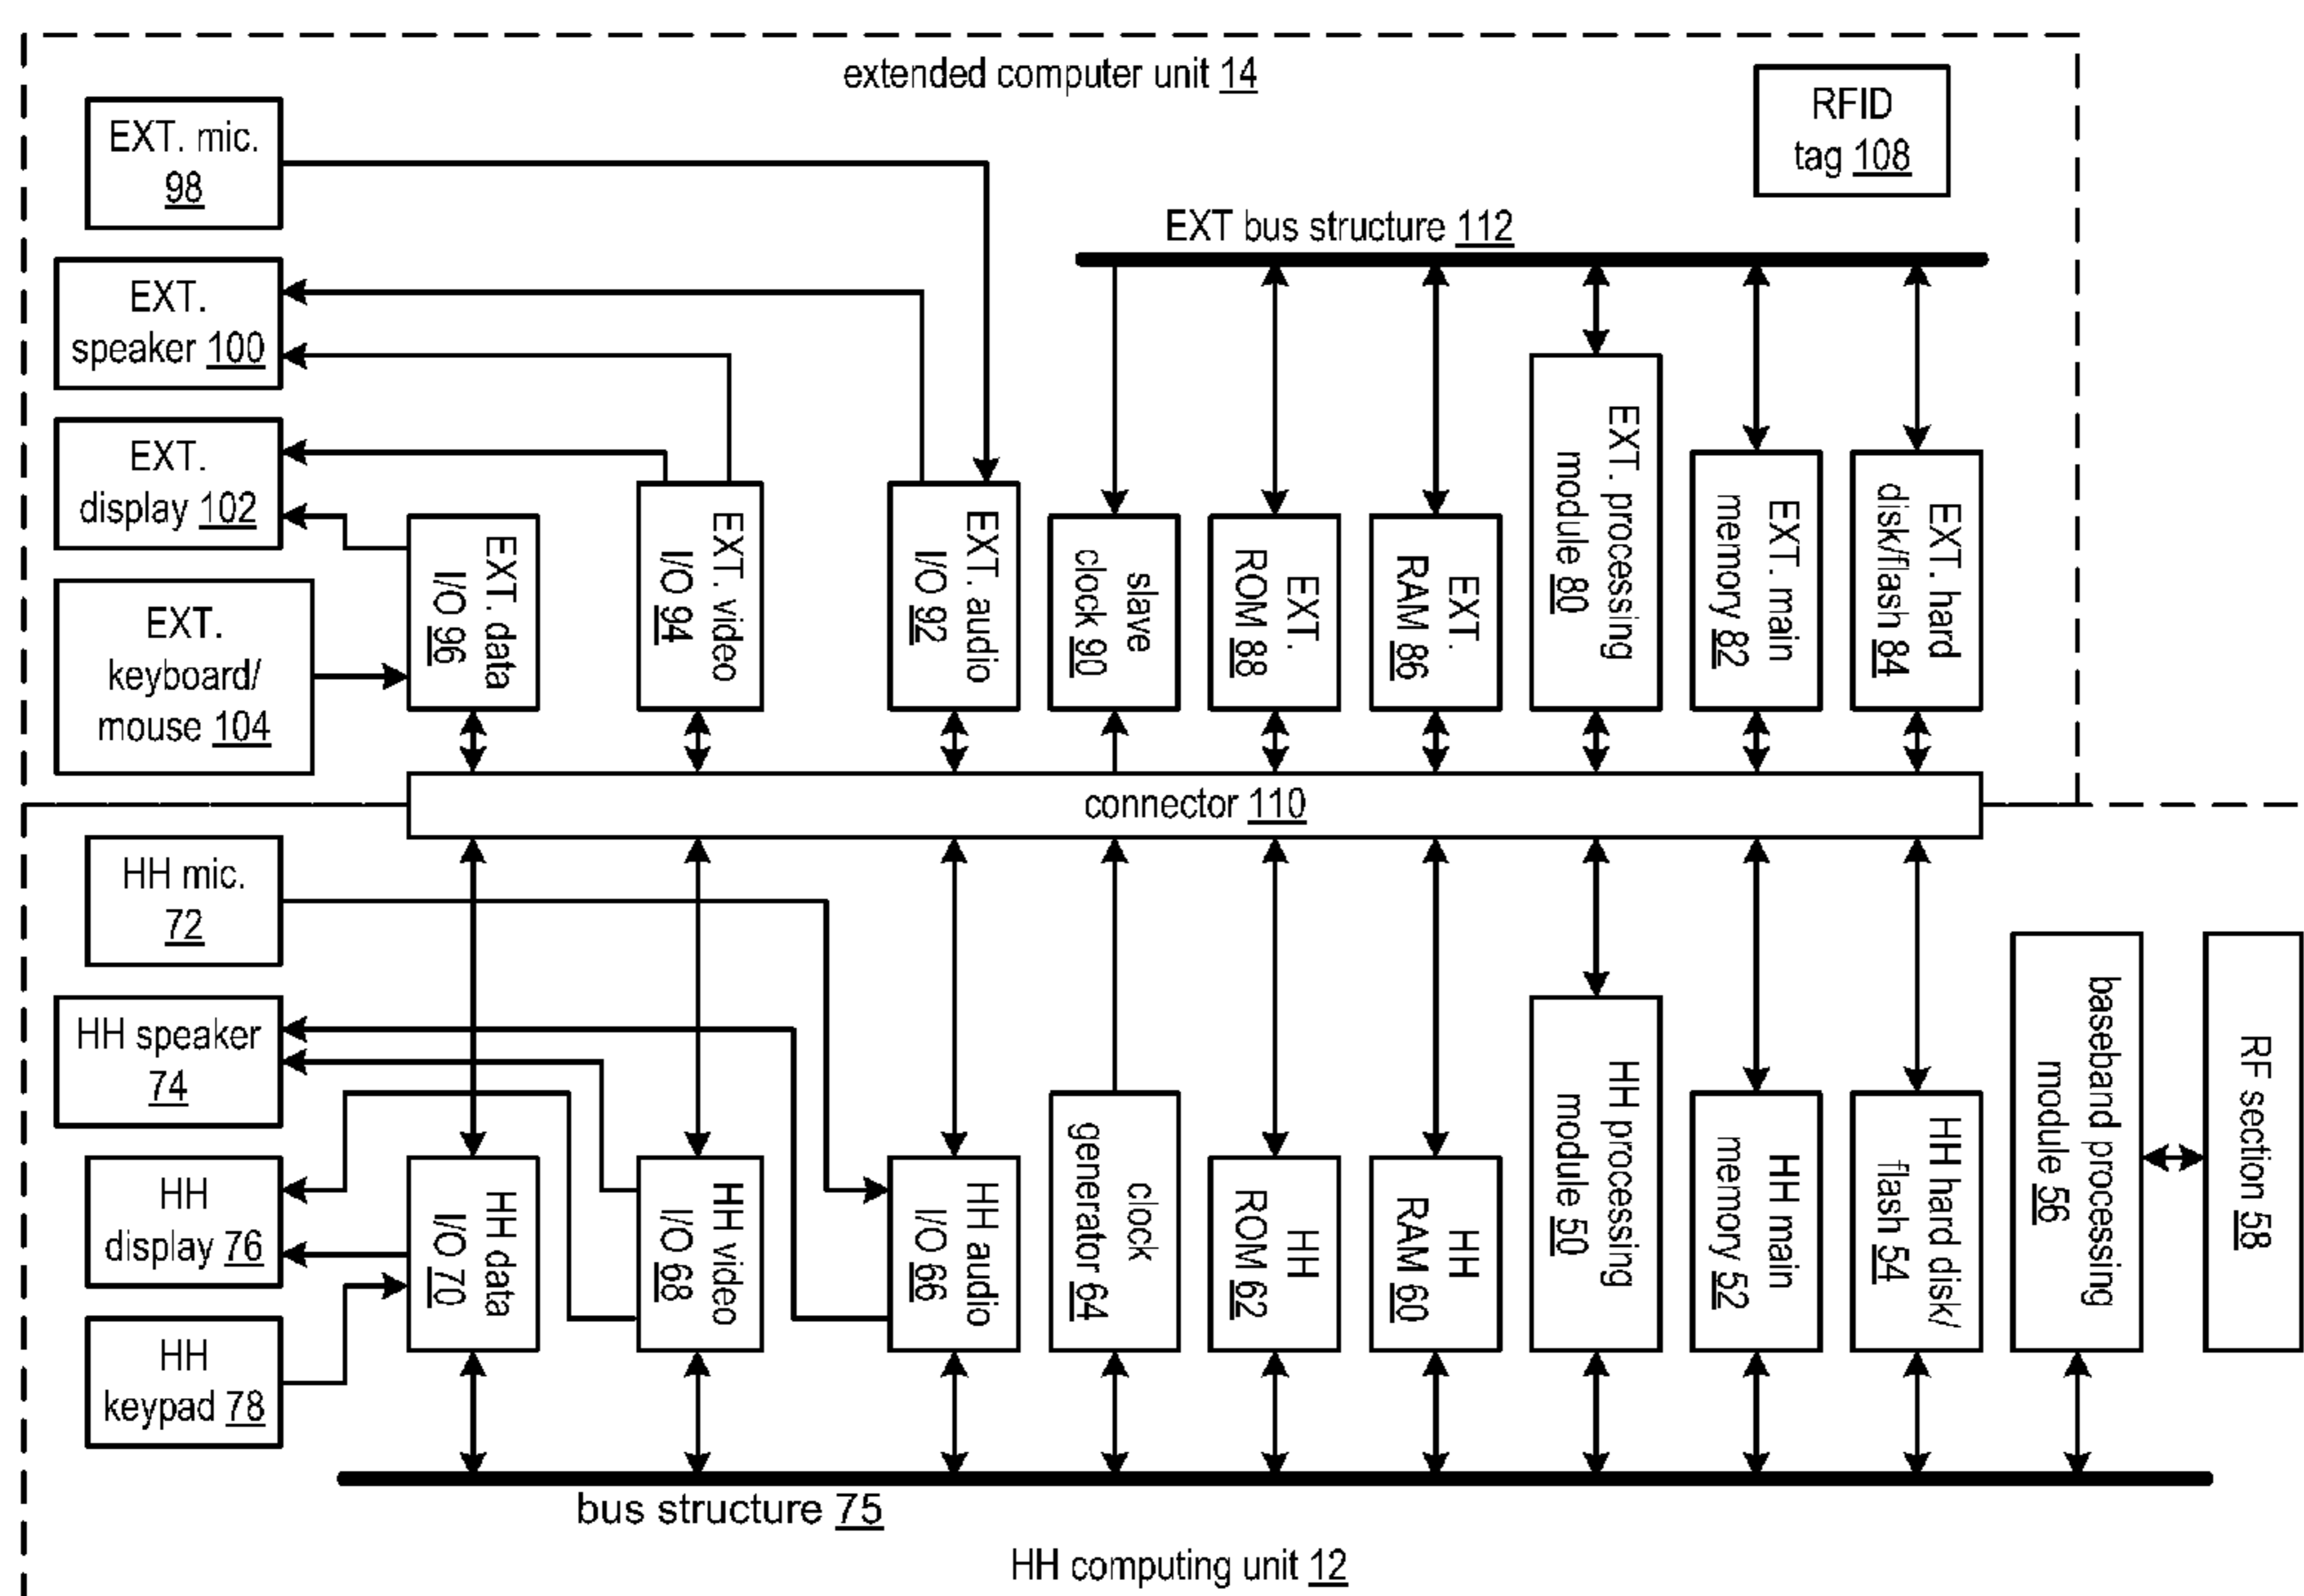 extended computer unit 14
RFID
tag 108
EXT. mic.
98
EXT bus structure 112
EXT.
speaker 100
EXT.
display 102
EXT.
keyboard/
mouse 104
EXT. data
I/O 96
EXT. video
I/O 94
EXT. audio
I/O 92
slave
clock 90
EXT.
ROM 88
EXT.
RAM 86
EXT. processing
module 80
EXT. main
memory 82
EXT. hard
disk/flash 84
connector 110
HH mic.
72
HH speaker
74
HH
display 76
HH
keypad 78
HH data
I/O 70
HH video
I/O 68
HH audio
I/O 66
clock
generator 64
HH
ROM 62
HH
RAM 60
HH processing
module 50
HH main
memory 52
HH hard disk/
flash 54
baseband processing
module 56
RF section 58
bus structure 75
HH computing unit 12